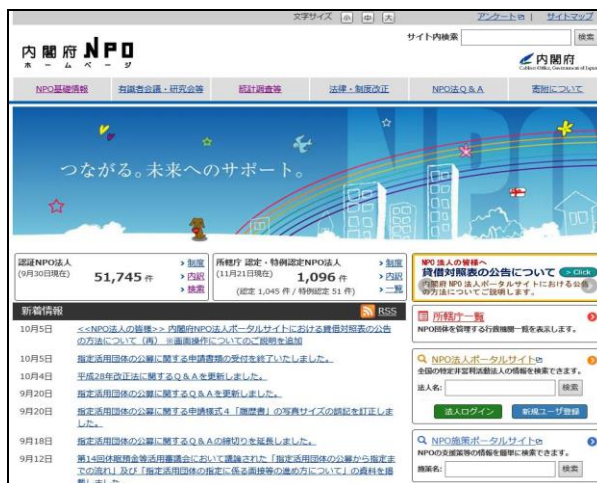 文字サイズ 小 中 大 アンケート | サイトマップ
サイト内検索 検索
内閣府NPO
ホームページ
内閣府
Cabinet Office, Government of Japan
NPO基礎情報 有識者会議・研究会等 統計調査等 法律・制度改正 NPO法Q&A 寄附について
つながる。未来へのサポート。
NPO
認証NPO法人
(9月30日現在)
51,745 件
> 制度
> 内訳
> 検索
所轄庁 認定・特例認定NPO法人
(11月21日現在)
1,096 件
(認定 1,045 件 / 特例認定 51 件)
> 制度
> 内訳
> 一覧
NPO 法人の皆様へ
貸借対照表の公告
について > Click
内閣府 NPO 法人ポータルサイトにおける公告
の方法についてご説明します。
新着情報 RSS
10月5日 <<NPO法人の皆様>> 内閣府NPO法人ポータルサイトにおける貸借対照表の公告
の方法について（再） ※画面操作についてのご説明を追加
10月5日 指定活用団体の公募に関する申請書類の受付を終了いたしました。
10月4日 平成28年改正法に関するQ&Aを更新しました。
9月20日 指定活用団体の公募に関するQ&Aを更新しました。
9月20日 指定活用団体の公募に関する申請様式4「履歴書」の写真サイズの誤記を訂正しま
した。
9月18日 指定活用団体の公募に関するQ&Aの締切りを延長しました。
9月12日 第14回休眠預金等活用審議会において議論された「指定活用団体の公募から指定ま
での流れ」及び「指定活用団体の指定に係る面接等の進め方について」の資料を掲
載しました
所轄庁一覧
NPO団体を管理する行政機関一覧を表示します。
NPO法人ポータルサイト
全国の特定非営利活動法人の情報を検索できます。
法人名: 検索
法人ログイン 新規ユーザ登録
NPO施策ポータルサイト
NPOの支援策等の情報を簡単に検索できます。
施策名: 検索